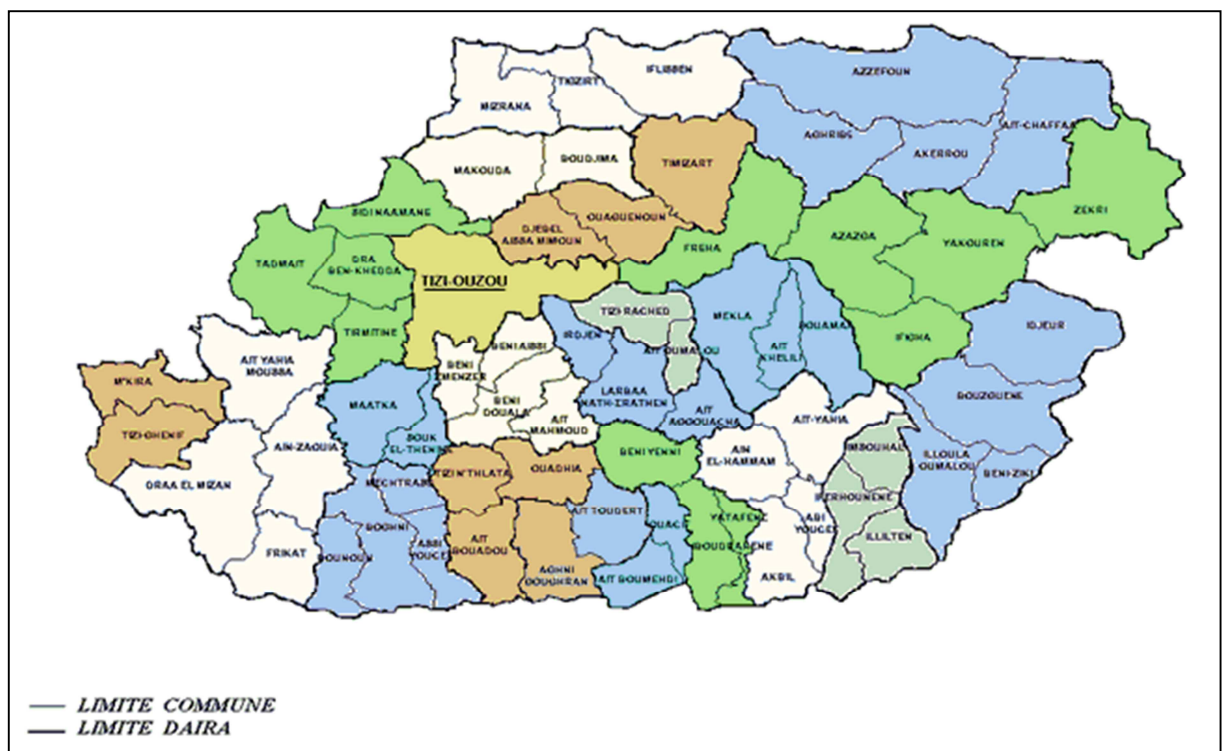 IFLISSEN
TIGZIRT
MIZRANA
AZZEFOUN
AGHRIBS
AKERROU
AIT-CHAFFAA
MAKOUDA
BOUDJIMA
TIMIZART
ZEKRI
SIDI NAAMANE
OUAGUENOUN
DJEBEL
AISSA MIMOUN
FREHA
AZAZGA
YAKOUREN
TADMAIT
DRA
BEN-KHEDDA
TIZI-OUZOU
TIRMITINE
TIZI-RACHED
MEKLA
AIT
KHELILI
SOUAMAA
IFIGHA
IDJEUR
AIT YAHIA
MOUSSA
BENI AISSI
BENI
ZMENZER
IRDJEN
AIT OUMALOU
M'KIRA
MAATKA
BENI
DOUALA
LARBAA
NATH-IRATHEN
AIT
AGGOUACHA
BOUZGUENE
TIZI-GHENIF
AIN-ZAOUIA
SOUK
EL-THENINE
AIT
MAHMOUD
AIT-YAHIA
AIN
EL-HAMMAM
IMSOUHAL
ILLOULA
OUMALOU
BENI-ZIKI
DRAA EL MIZAN
MECHTRAS
TIZI N'THLATA
OUADHIA
BENI YENNI
IFERHOUNENE
BOGHNI
AIT TOUDERT
OUACIF
YATAFENE
ABI
YOUCEF
ILLILTEN
FRIKAT
BOUNOUH
ASSI
YOUCEF
AIT
BOUADOU
AGHNI
GOUGHRAN
AIT BOUMEHDI
IBOUDRARENE
AKBIL
LIMITE COMMUNE
LIMITE DAIRA